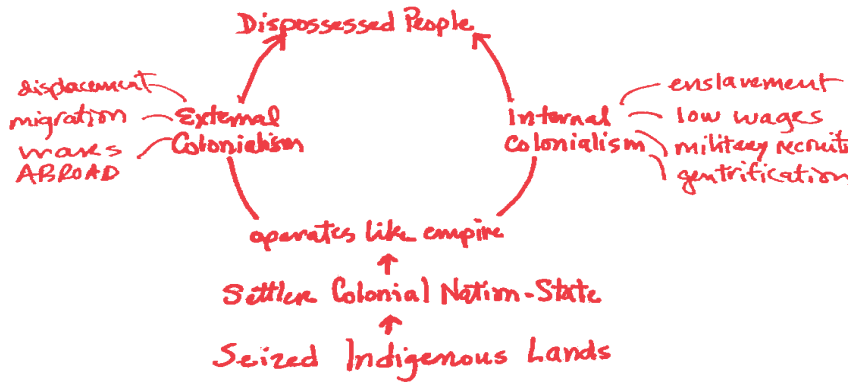 Dispossessed People
displacement
migration
wars
ABROAD
External
Colonialism
Internal
Colonialism
enslavement
low wages
military recruit
gentrification
operates like empire
Settler Colonial Nation-State
Seized Indigenous Lands